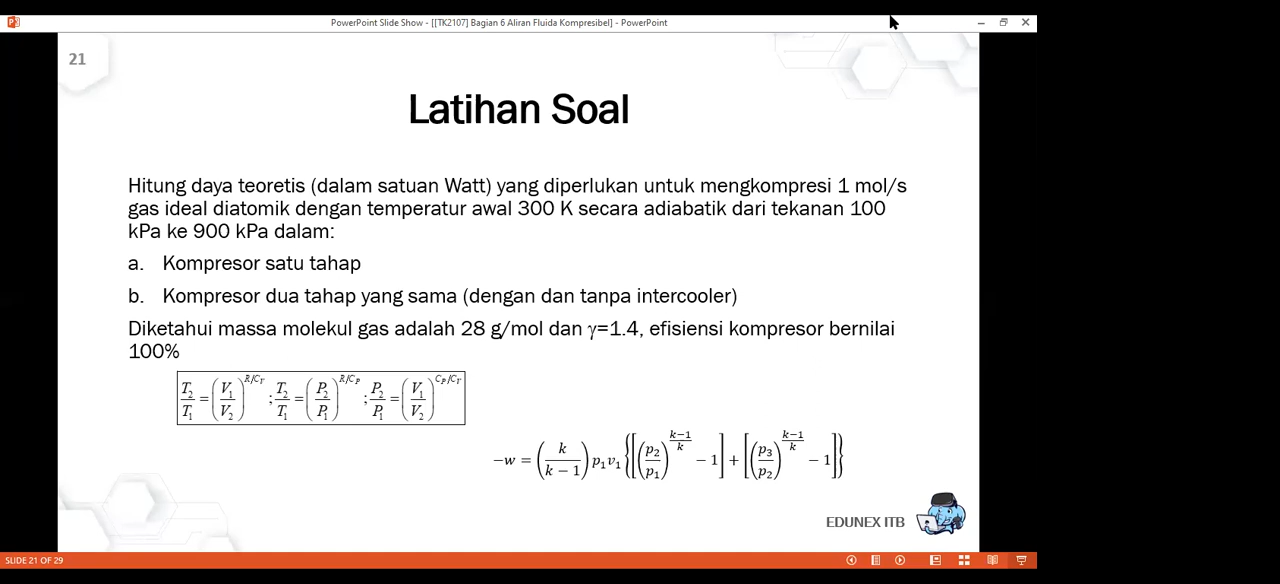 PowerPoint Slide Show - [[TK2107] Bagian 6 Aliran Fluida Kompresibel] - PowerPoint
21
Latihan Soal
Hitung daya teoretis (dalam satuan Watt) yang diperlukan untuk mengkompresi 1 mol/s
gas ideal diatomik dengan temperatur awal 300 K secara adiabatik dari tekanan 100
kPa ke 900 kPa dalam:
a. Kompresor satu tahap
b. Kompresor dua tahap yang sama (dengan dan tanpa intercooler)
Diketahui massa molekul gas adalah 28 g/mol dan γ=1.4, efisiensi kompresor bernilai
100%
T₂/T₁ = (V₁/V₂)^(R/C_V) ; T₂/T₁ = (P₂/P₁)^(R/C_P) ; P₂/P₁ = (V₁/V₂)^(C_P/C_V)
−w = (k/(k−1)) p₁v₁ {[(p₂/p₁)^((k−1)/k) − 1] + [(p₃/p₂)^((k−1)/k) − 1]}
EDUNEX ITB
SLIDE 21 OF 29